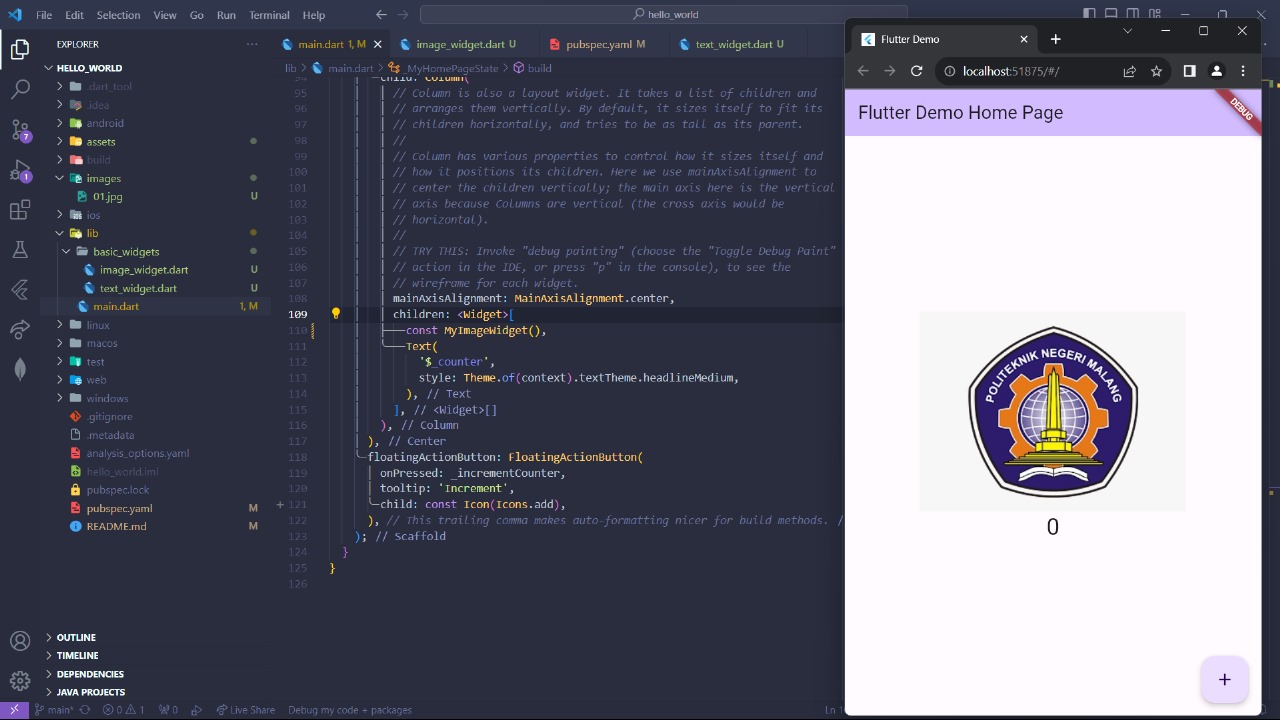 File Edit Selection View Go Run Terminal Help
hello_world
EXPLORER
HELLO_WORLD
.dart_tool
.idea
android
assets
build
images
01.jpg U
ios
lib
basic_widgets
image_widget.dart U
text_widget.dart U
main.dart 1, M
linux
macos
test
web
windows
.gitignore
.metadata
analysis_options.yaml
hello_world.iml
pubspec.lock
pubspec.yaml M
README.md M
OUTLINE
TIMELINE
DEPENDENCIES
JAVA PROJECTS
7
1
main.dart 1, M
image_widget.dart U
pubspec.yaml M
text_widget.dart U
lib > main.dart > _MyHomePageState > build
94 child: Column(
95 // Column is also a layout widget. It takes a list of children and
96 // arranges them vertically. By default, it sizes itself to fit its
97 // children horizontally, and tries to be as tall as its parent.
98 //
99 // Column has various properties to control how it sizes itself and
100 // how it positions its children. Here we use mainAxisAlignment to
101 // center the children vertically; the main axis here is the vertical
102 // axis because Columns are vertical (the cross axis would be
103 // horizontal).
104 //
105 // TRY THIS: Invoke "debug painting" (choose the "Toggle Debug Paint"
106 // action in the IDE, or press "p" in the console), to see the
107 // wireframe for each widget.
108 mainAxisAlignment: MainAxisAlignment.center,
109 children: <Widget>[
110 const MyImageWidget(),
111 Text(
112 '$_counter',
113 style: Theme.of(context).textTheme.headlineMedium,
114 ), // Text
115 ], // <Widget>[]
116 ), // Column
117 ), // Center
118 floatingActionButton: FloatingActionButton(
119 onPressed: _incrementCounter,
120 tooltip: 'Increment',
121 child: const Icon(Icons.add),
122 ), // This trailing comma makes auto-formatting nicer for build methods. /
123 ); // Scaffold
124 }
125 }
126
main* 0 1 0 Live Share Debug my code + packages Ln 1
Flutter Demo
localhost:51875/#/
Flutter Demo Home Page
DEBUG
POLITEKNIK NEGERI MALANG
0
+